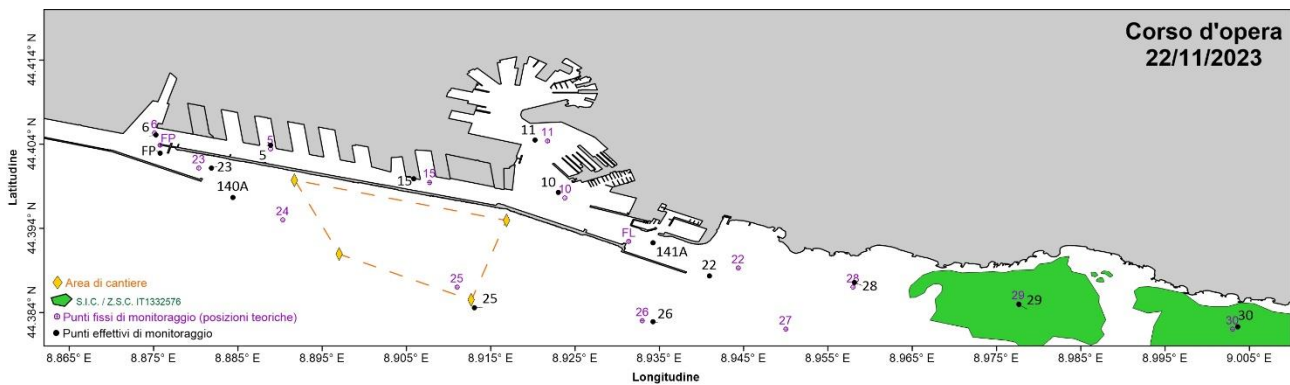 Corso d'opera
22/11/2023
44.414° N
44.404° N
44.394° N
44.384° N
Latitudine
6
6
FP
FP
23
23
140A
24
5
5
15
15
11
11
10
10
FL
141A
25
25
26
26
22
22
27
28
28
29
29
30
30
Area di cantiere
S.I.C. / Z.S.C. IT1332576
Punti fissi di monitoraggio (posizioni teoriche)
Punti effettivi di monitoraggio
8.865° E
8.875° E
8.885° E
8.895° E
8.905° E
8.915° E
8.925° E
8.935° E
8.945° E
8.955° E
8.965° E
8.975° E
8.985° E
8.995° E
9.005° E
Longitudine